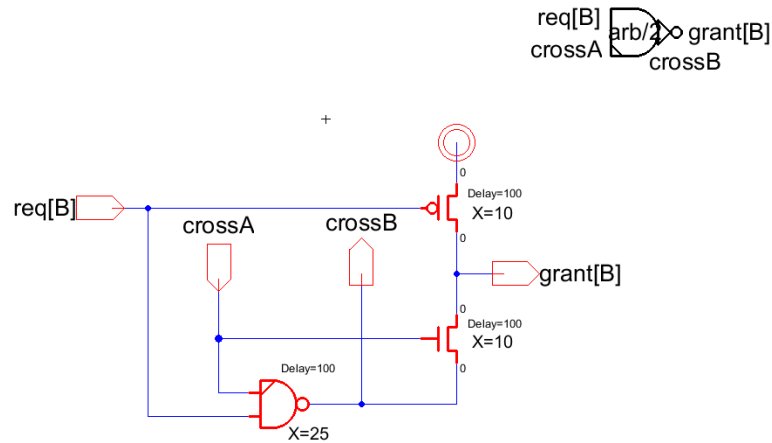 req[B]
arb/2
grant[B]
crossA
crossB
0
Delay=100
req[B]
X=10
crossA
crossB
0
grant[B]
0
Delay=100
X=10
Delay=100
0
X=25